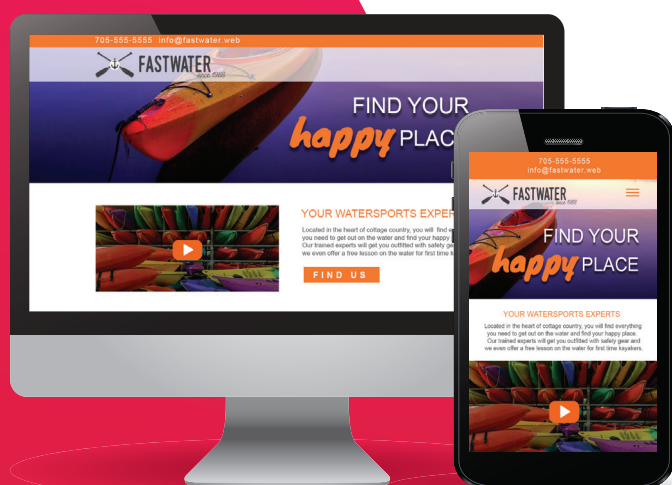 705-555-5555 info@fastwater.web
FASTWATER
since 1988
FIND YOUR
happy PLAC
YOUR WATERSPORTS EXPER
Located in the heart of cottage country, you will find
you need to get out on the water and find your happy
Our trained experts will get you outfitted with safety
we even offer a free lesson on the water for first time
FIND US
705-555-5555
info@fastwater.web
FASTWATER
since 1988
FIND YOUR
happy PLACE
YOUR WATERSPORTS EXPERTS
Located in the heart of cottage country, you will find everything
you need to get out on the water and find your happy place.
Our trained experts will get you outfitted with safety gear and
we even offer a free lesson on the water for first time kayakers.